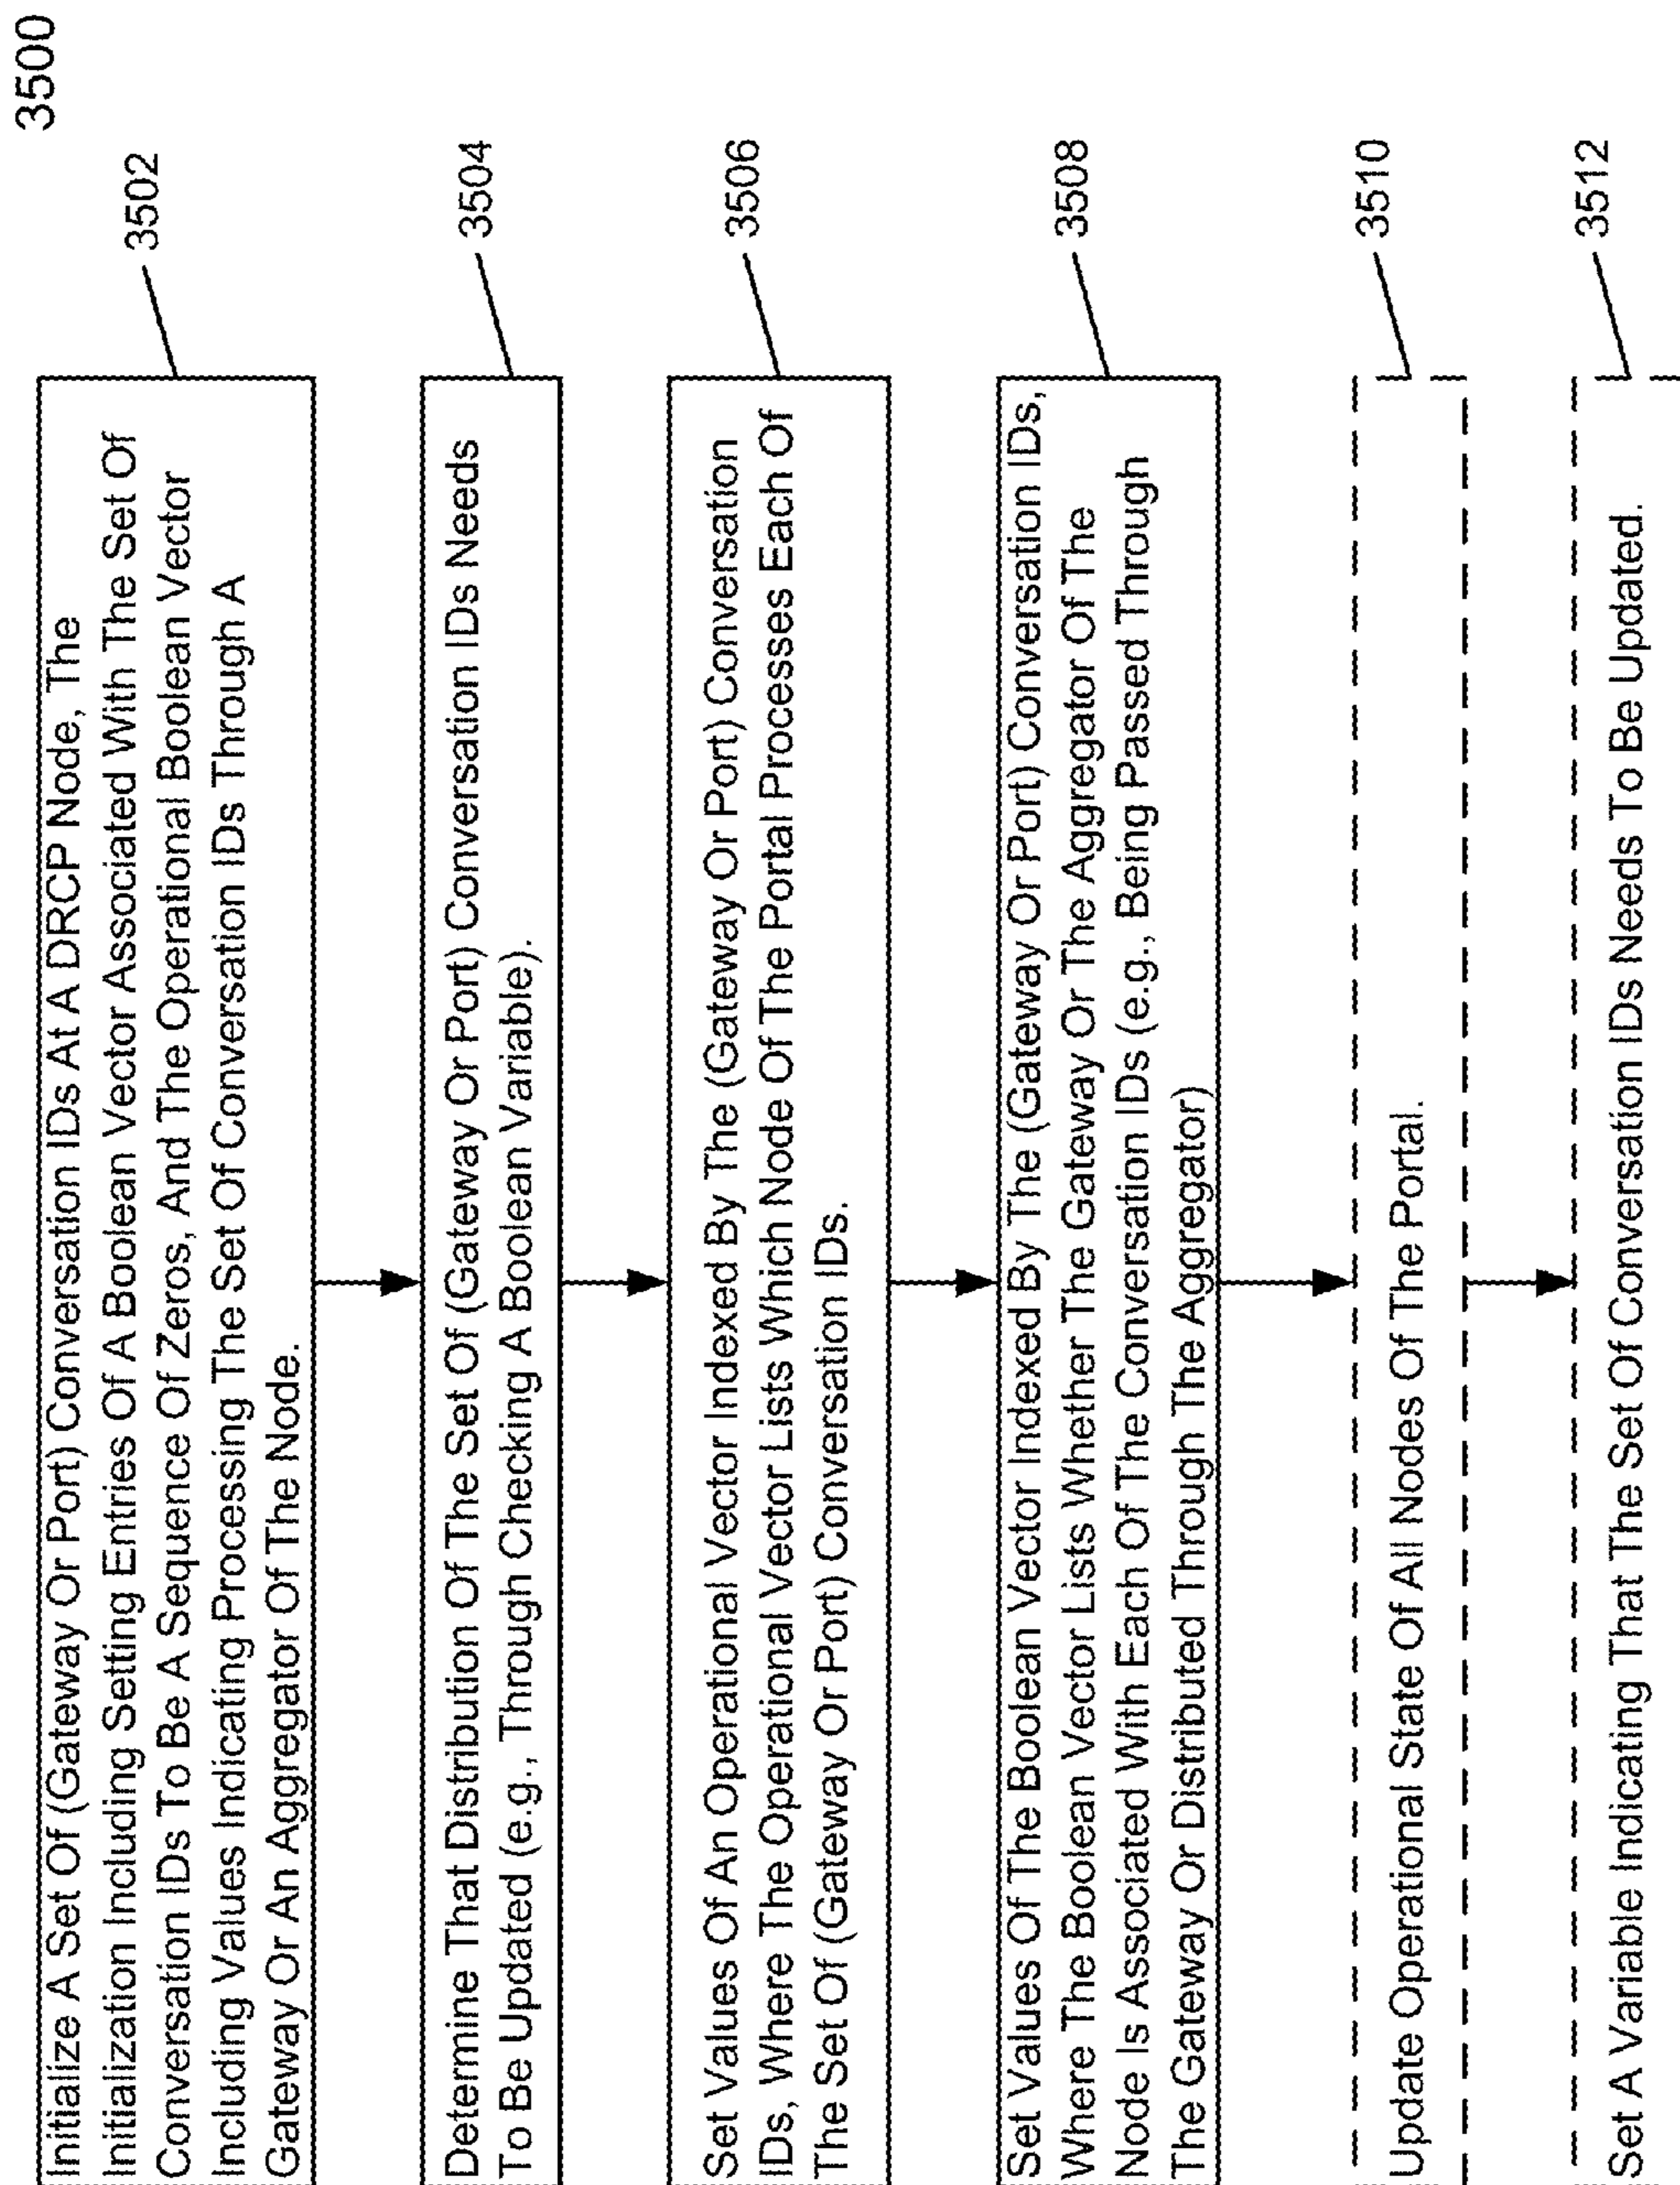 3500
Initialize A Set Of (Gateway Or Port) Conversation IDs At A DRCP Node, The
Initialization Including Setting Entries Of A Boolean Vector Associated With The Set Of
Conversation IDs To Be A Sequence Of Zeros, And The Operational Boolean Vector
Including Values Indicating Processing The Set Of Conversation IDs Through A
Gateway Or An Aggregator Of The Node.
3502
Determine That Distribution Of The Set Of (Gateway Or Port) Conversation IDs Needs
To Be Updated (e.g., Through Checking A Boolean Variable).
3504
Set Values Of An Operational Vector Indexed By The (Gateway Or Port) Conversation
IDs, Where The Operational Vector Lists Which Node Of The Portal Processes Each Of
The Set Of (Gateway Or Port) Conversation IDs.
3506
Set Values Of The Boolean Vector Indexed By The (Gateway Or Port) Conversation IDs,
Where The Boolean Vector Lists Whether The Gateway Or The Aggregator Of The
Node Is Associated With Each Of The Conversation IDs (e.g., Being Passed Through
The Gateway Or Distributed Through The Aggregator)
3508
Update Operational State Of All Nodes Of The Portal.
3510
Set A Variable Indicating That The Set Of Conversation IDs Needs To Be Updated.
3512